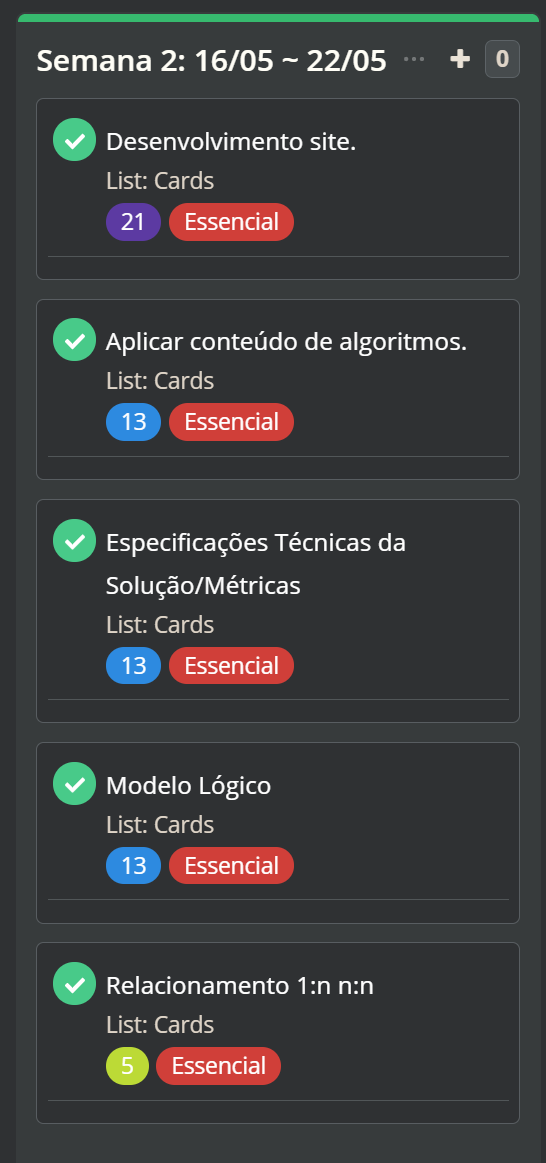 Semana 2: 16/05 ~ 22/05 ... + 0
Desenvolvimento site.
List: Cards
21 Essencial
Aplicar conteúdo de algoritmos.
List: Cards
13 Essencial
Especificações Técnicas da
Solução/Métricas
List: Cards
13 Essencial
Modelo Lógico
List: Cards
13 Essencial
Relacionamento 1:n n:n
List: Cards
5 Essencial